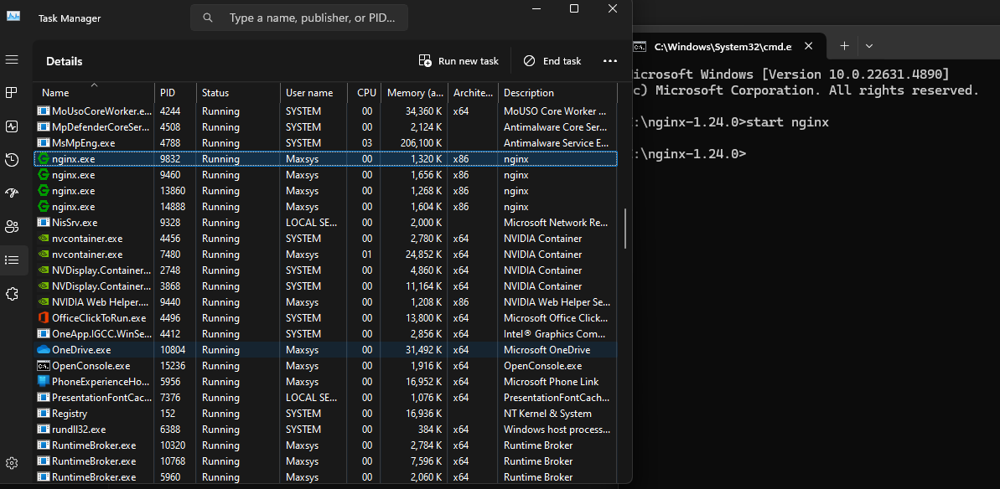 Task Manager
Type a name, publisher, or PID...
Details
Run new task
End task
Name PID Status User name CPU Memory (a... Archite... Description
MoUsoCoreWorker.e... 4244 Running SYSTEM 00 34,360 K x64 MoUSO Core Worker ...
MpDefenderCoreSer... 4508 Running SYSTEM 00 2,124 K Antimalware Core Ser...
MsMpEng.exe 4788 Running SYSTEM 03 206,100 K Antimalware Service E...
nginx.exe 9832 Running Maxsys 00 1,320 K x86 nginx
nginx.exe 9460 Running Maxsys 00 1,656 K x86 nginx
nginx.exe 13860 Running Maxsys 00 1,268 K x86 nginx
nginx.exe 14888 Running Maxsys 00 1,604 K x86 nginx
NisSrv.exe 9328 Running LOCAL SE... 00 2,000 K Microsoft Network Re...
nvcontainer.exe 4456 Running SYSTEM 00 2,780 K x64 NVIDIA Container
nvcontainer.exe 7480 Running Maxsys 01 24,852 K x64 NVIDIA Container
NVDisplay.Container... 2748 Running SYSTEM 00 4,860 K x64 NVIDIA Container
NVDisplay.Container... 3868 Running SYSTEM 00 11,164 K x64 NVIDIA Container
NVIDIA Web Helper.... 9440 Running Maxsys 00 1,208 K x86 NVIDIA Web Helper Se...
OfficeClickToRun.exe 4496 Running SYSTEM 00 13,800 K x64 Microsoft Office Click...
OneApp.IGCC.WinSe... 4412 Running SYSTEM 00 2,856 K x64 Intel® Graphics Com...
OneDrive.exe 10804 Running Maxsys 00 31,492 K x64 Microsoft OneDrive
OpenConsole.exe 15236 Running Maxsys 00 1,916 K x64 OpenConsole.exe
PhoneExperienceHo... 5956 Running Maxsys 00 16,952 K x64 Microsoft Phone Link
PresentationFontCac... 7376 Running LOCAL SE... 00 1,076 K x64 PresentationFontCach...
Registry 152 Running SYSTEM 00 16,936 K NT Kernel & System
rundll32.exe 6388 Running SYSTEM 00 384 K x64 Windows host process...
RuntimeBroker.exe 10320 Running Maxsys 00 2,784 K x64 Runtime Broker
RuntimeBroker.exe 10768 Running Maxsys 00 7,596 K x64 Runtime Broker
RuntimeBroker.exe 5960 Running Maxsys 00 2,060 K x64 Runtime Broker
C:\Windows\System32\cmd.e
icrosoft Windows [Version 10.0.22631.4890]
c) Microsoft Corporation. All rights reserved.
:\nginx-1.24.0>start nginx
:\nginx-1.24.0>